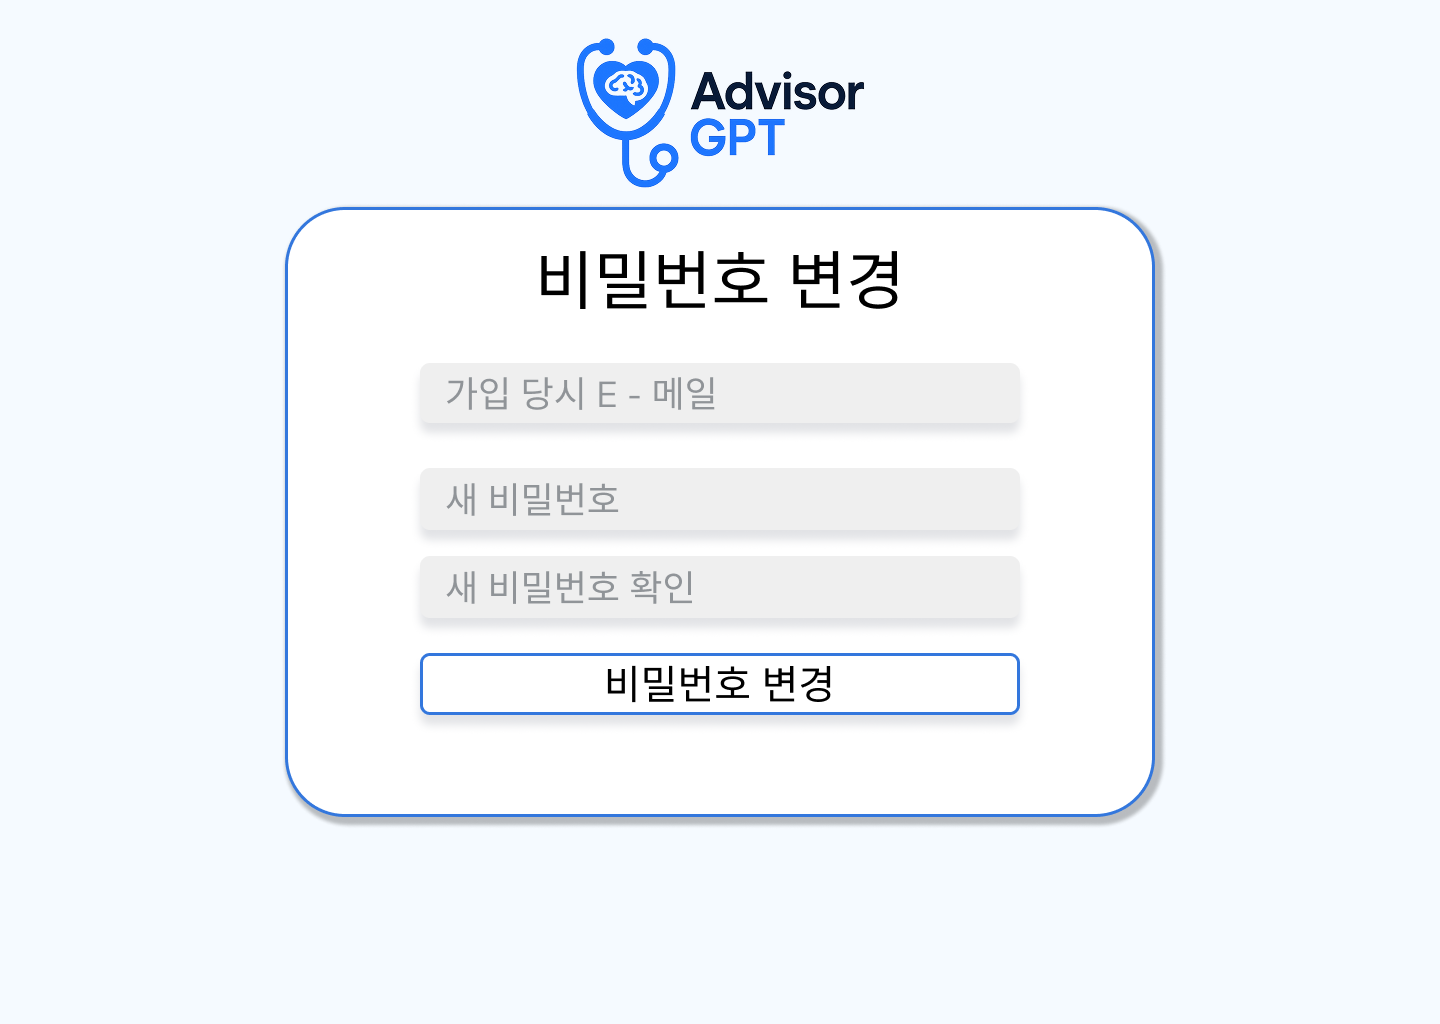 Advisor
GPT
비밀번호 변경
가입 당시 E - 메일
새 비밀번호
새 비밀번호 확인
비밀번호 변경